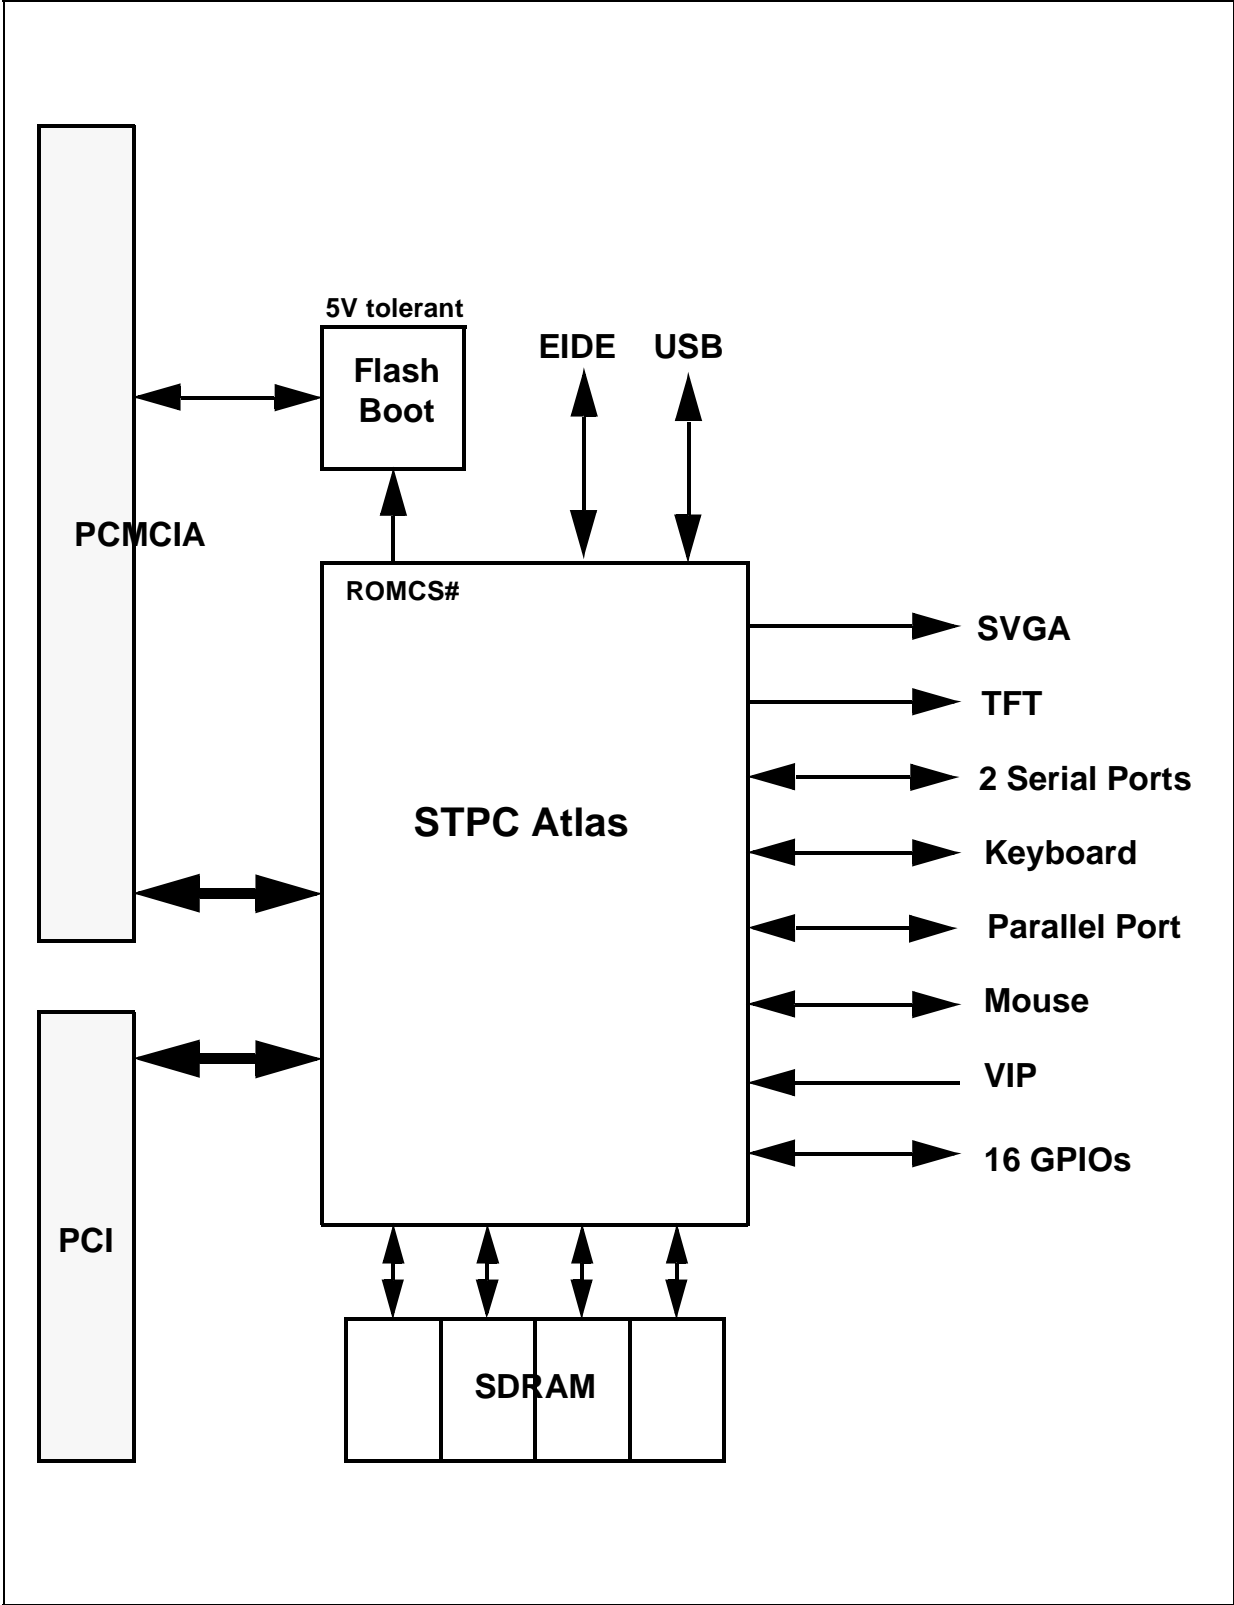 5V tolerant
Flash
Boot
EIDE
USB
PCMCIA
ROMCS#
SVGA
TFT
STPC Atlas
2 Serial Ports
Keyboard
Parallel Port
Mouse
VIP
16 GPIOs
PCI
SDRAM